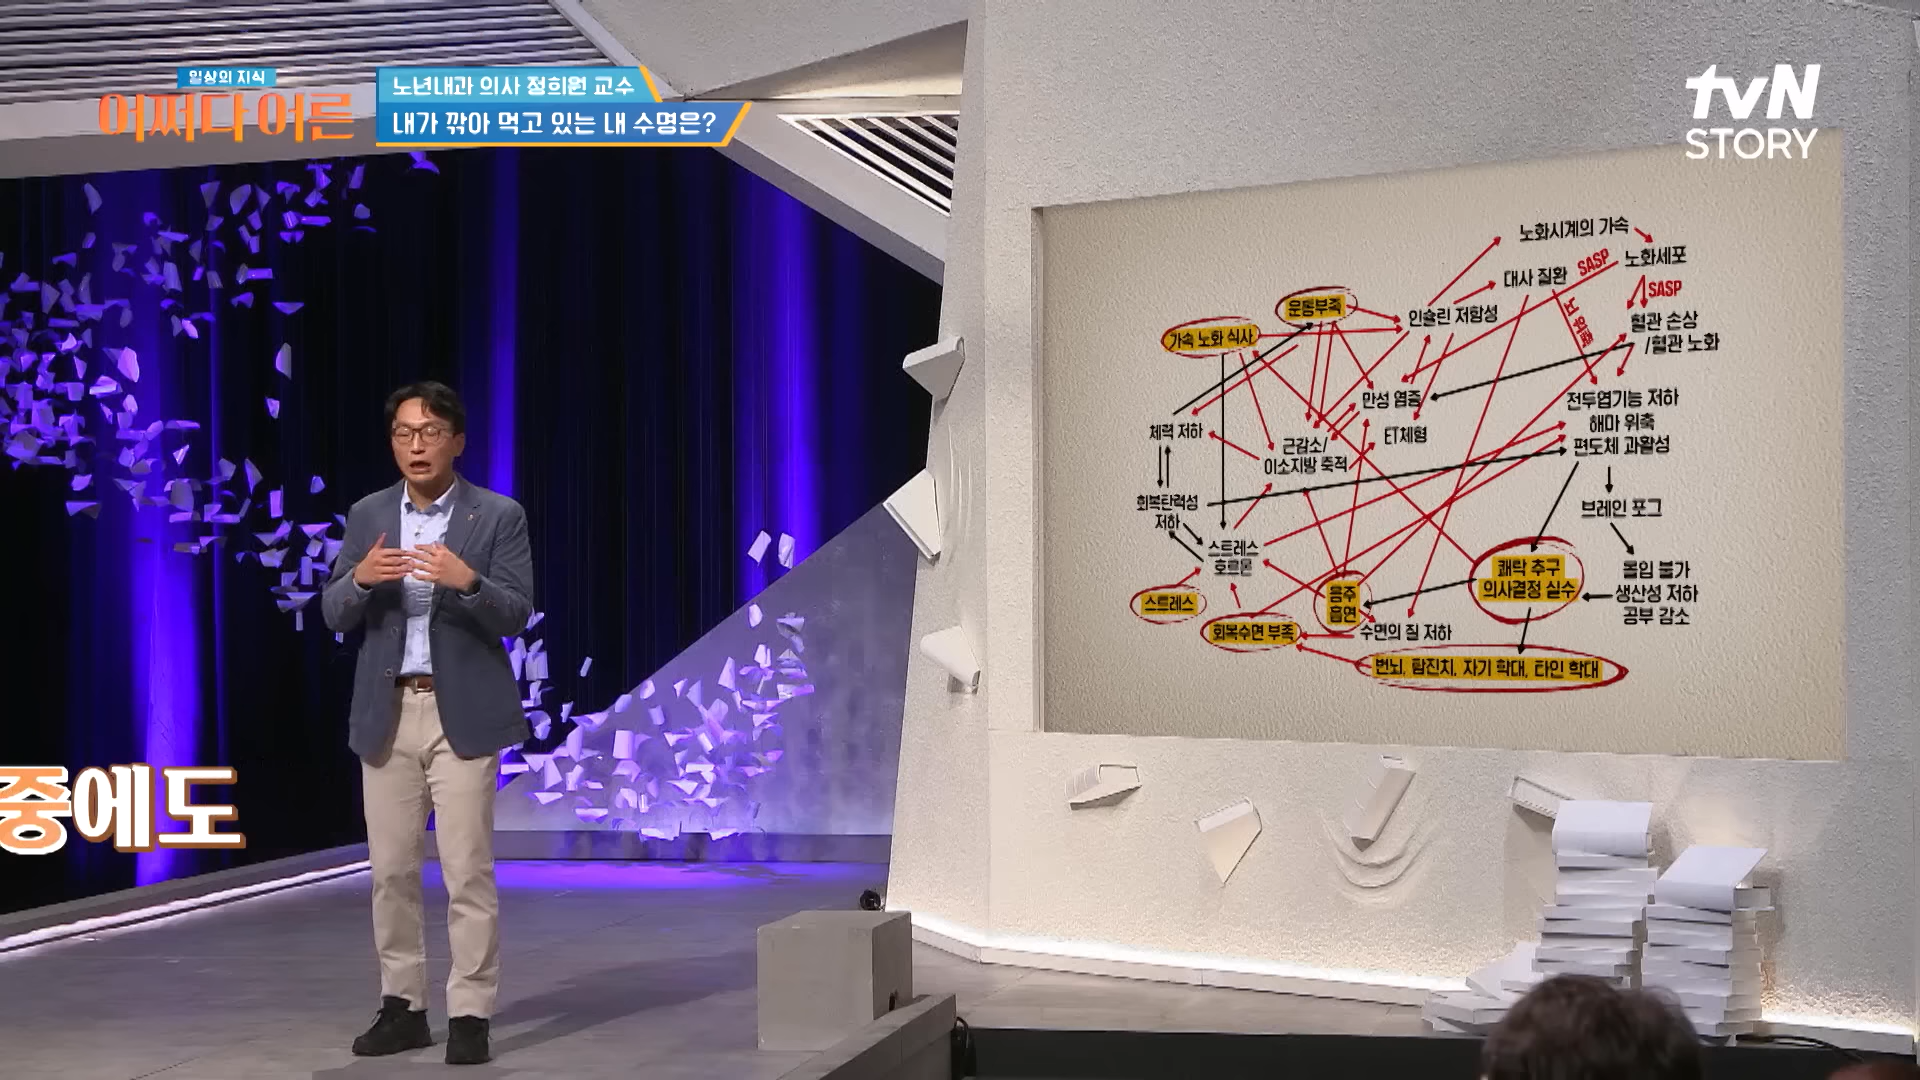 일상의 지식
어쩌다 어른
노년내과 의사 정희원 교수
내가 깎아 먹고 있는 내 수명은?
tvN
STORY
노화시계의 가속
SASP
노화세포
대사 질환
SASP
운동부족
인슐린 저항성
뇌 위축
혈관 손상
/혈관 노화
가속 노화 식사
만성 염증
전두엽기능 저하
해마 위축
편도체 과활성
체력 저하
근감소/
이소지방 축적
ET체형
회복탄력성
저하
브레인 포그
스트레스
호르몬
쾌락 추구
의사결정 실수
몰입 불가
생산성 저하
공부 감소
스트레스
음주
흡연
회복수면 부족
수면의 질 저하
번뇌, 탐진치, 자기 학대, 타인 학대
중에도